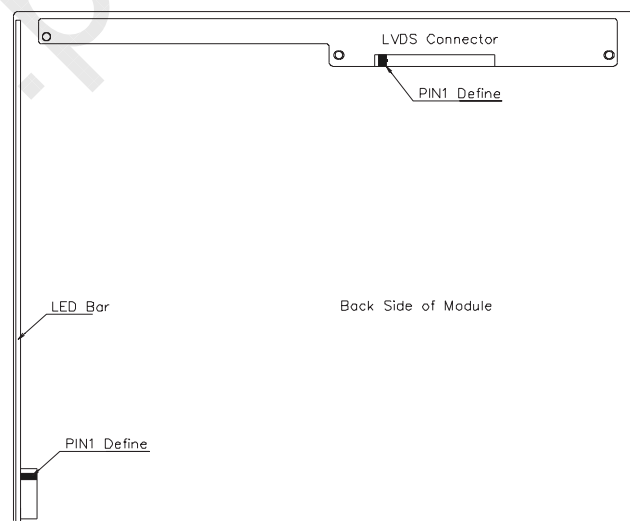 LVDS Connector
PIN1 Define
LED Bar
Back Side of Module
PIN1 Define